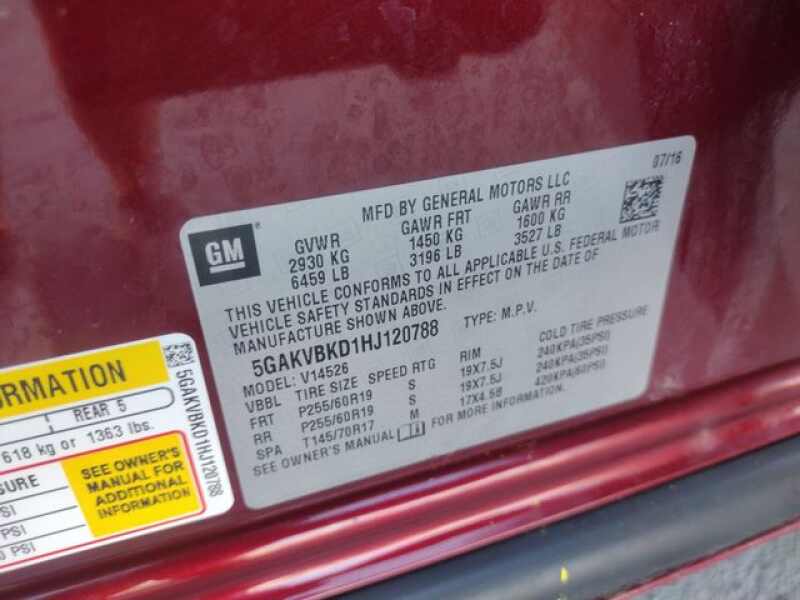 07/16
MFD BY GENERAL MOTORS LLC
GM
GVWR GAWR FRT GAWR RR
2930 KG 1450 KG 1600 KG
6459 LB 3196 LB 3527 LB
THIS VEHICLE CONFORMS TO ALL APPLICABLE U.S. FEDERAL MOTOR
VEHICLE SAFETY STANDARDS IN EFFECT ON THE DATE OF
MANUFACTURE SHOWN ABOVE.
5GAKVBKD1HJ120788 TYPE: M.P.V.
MODEL: V14526
VBBL TIRE SIZE SPEED RTG RIM COLD TIRE PRESSURE
FRT P255/60R19 S 19X7.5J 240KPA(35PSI)
RR P255/60R19 S 19X7.5J 240KPA(35PSI)
SPA T145/70R17 M 17X4.5B 420KPA(60PSI)
SEE OWNER'S MANUAL FOR MORE INFORMATION.
ORMATION
REAR 5
618 kg or 1363 lbs.
SURE
SEE OWNER'S
MANUAL FOR
ADDITIONAL
INFORMATION
PSI
PSI
0 PSI
5GAKVBKD1HJ120788